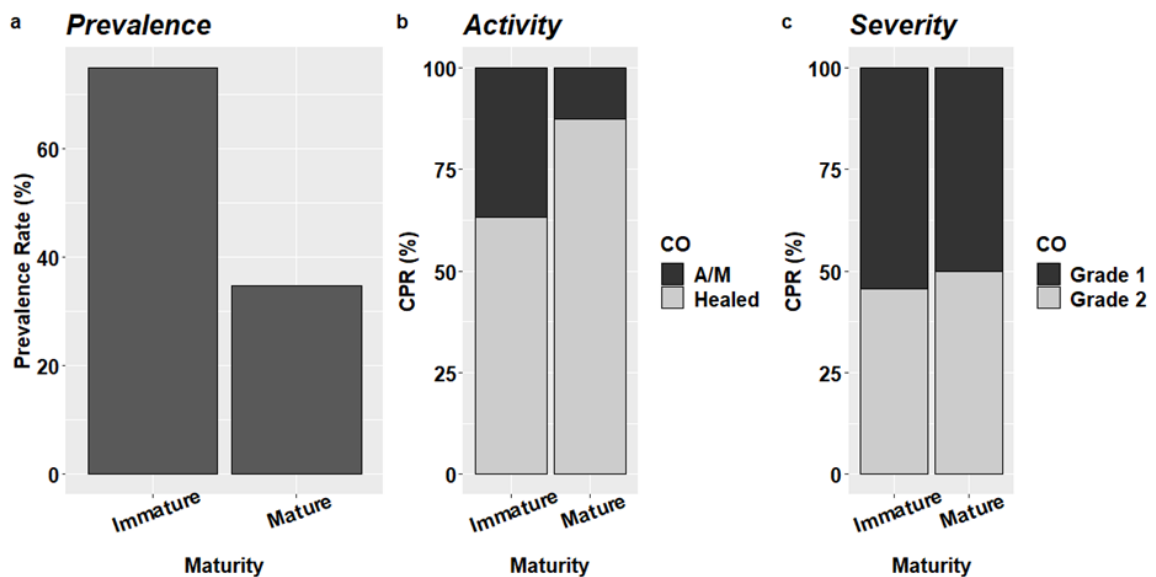 a
Prevalence
Prevalence Rate (%)
60
40
20
0
Immature
Mature
Maturity
b
Activity
CPR (%)
100
75
50
25
0
Immature
Mature
Maturity
CO
A/M
Healed
c
Severity
CPR (%)
100
75
50
25
0
Immature
Mature
Maturity
CO
Grade 1
Grade 2